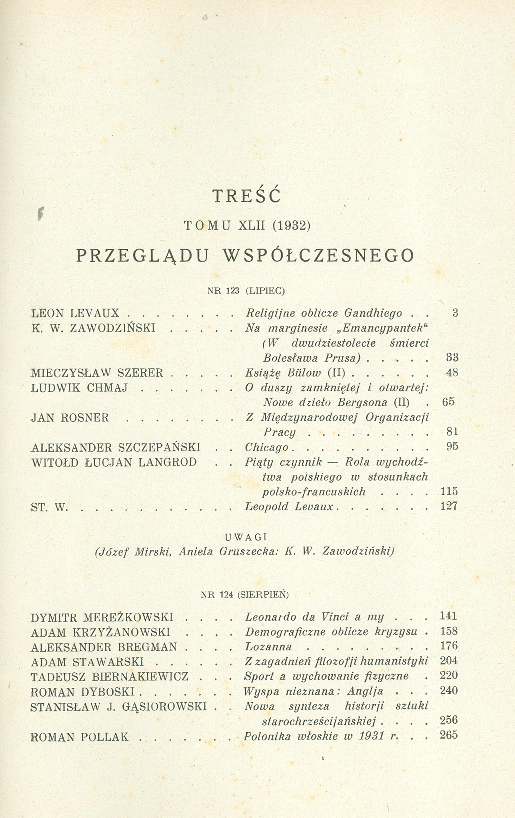 TREŚĆ
TOMU XLII (1932)
PRZEGLĄDU WSPÓŁCZESNEGO
NR 123 (LIPIEC)
LEON LEVAUX . . . . . . . . Religijne oblicze Gandhiego . . 3
K. W. ZAWODZIŃSKI . . . . . Na marginesie „Emancypantek“
(W dwudziestolecie śmierci
Bolesława Prusa) . . . . . 33
MIECZYSŁAW SZERER . . . . . Książę Bülow (II) . . . . . . 48
LUDWIK CHMAJ . . . . . . . O duszy zamkniętej i otwartej:
Nowe dzieło Bergsona (II) . 65
JAN ROSNER . . . . . . . . Z Międzynarodowej Organizacji
Pracy . . . . . . . . . 81
ALEKSANDER SZCZEPAŃSKI . . Chicago . . . . . . . . . . 95
WITOŁD ŁUCJAN LANGROD . . Piąty czynnik — Rola wychodź-
twa polskiego w stosunkach
polsko-francuskich . . . . 115
ST. W. . . . . . . . . . . . Leopold Levaux . . . . . . . 127
UWAGI
(Józef Mirski, Aniela Gruszecka: K. W. Zawodziński)
NR 124 (SIERPIEŃ)
DYMITR MEREŻKOWSKI . . . . Leonardo da Vinci a my . . . 141
ADAM KRZYŻANOWSKI . . . . Demograficzne oblicze kryzysu . 158
ALEKSANDER BREGMAN . . . . Lozanna . . . . . . . . . 176
ADAM STAWARSKI . . . . . . Z zagadnień filozofji humanistyki 204
TADEUSZ BIERNAKIEWICZ . . . Sport a wychowanie fizyczne . 220
ROMAN DYBOSKI . . . . . . . Wyspa nieznana: Anglja . . . 240
STANISŁAW J. GĄSIOROWSKI . . Nowa synteza historji sztuki
starochrześcijańskiej . . . . 256
ROMAN POLLAK . . . . . . . Polonika włoskie w 1931 r. . . 265